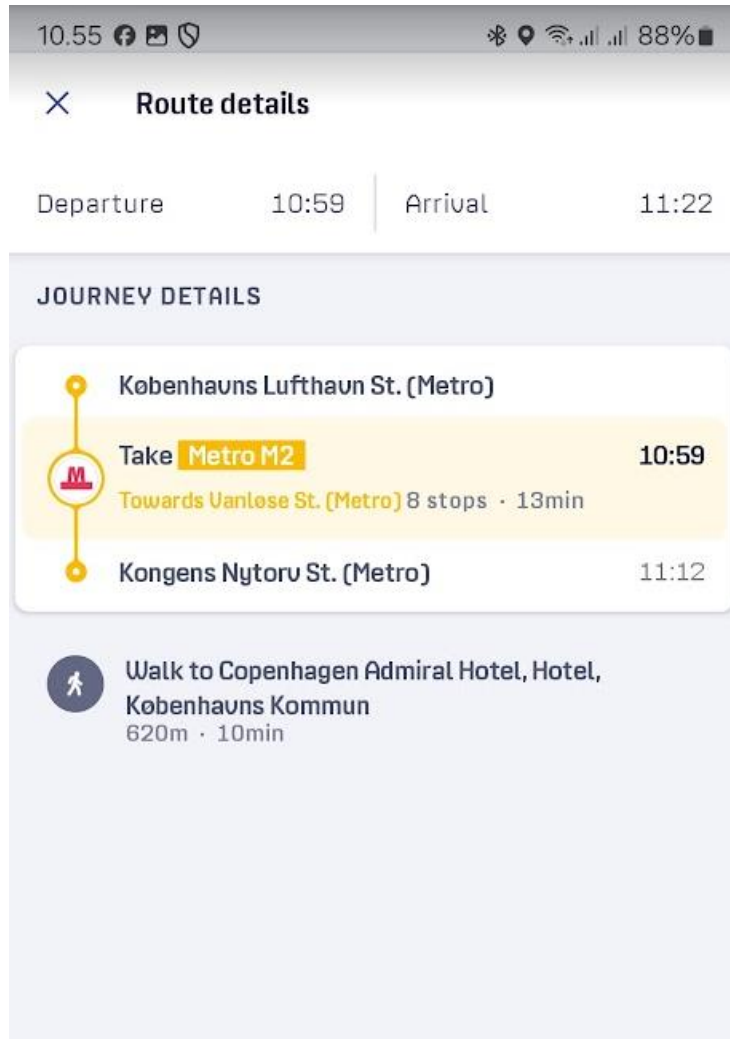 10.55 88%
Route details
Departure 10:59 Arrival 11:22
JOURNEY DETAILS
Københavns Lufthavn St. (Metro)
Take Metro M2 10:59
M
Towards Vanløse St. (Metro) 8 stops · 13min
Kongens Nytorv St. (Metro) 11:12
Walk to Copenhagen Admiral Hotel, Hotel,
Københavns Kommun
620m · 10min